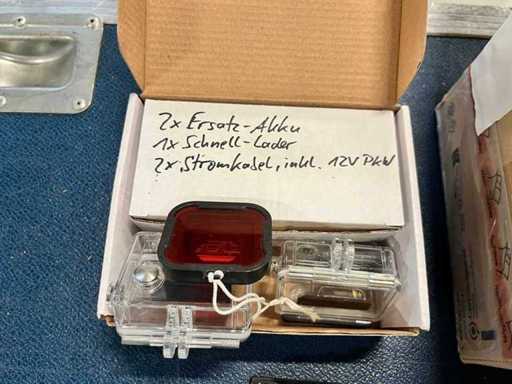 2x Ersatz-Akku
1x Schnell-Lader
2x, Stromkabel, inkl. 12V PKW